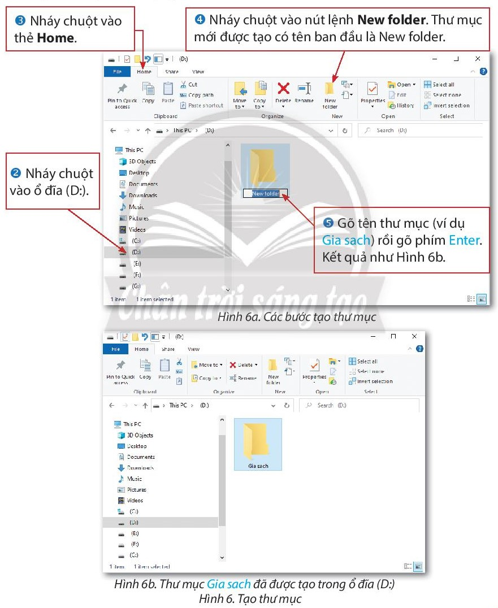 ❸ Nháy chuột vào
thẻ Home.
❹ Nháy chuột vào nút lệnh New folder. Thư mục
mới được tạo có tên ban đầu là New folder.
(D:)
File Home Share View
Pin to Quick access
Copy
Paste
Cut
Copy path
Paste shortcut
Move to
Copy to
Delete
Rename
New folder
Properties
Open
Edit
History
Select all
Select none
Invert selection
Clipboard Organize New Open Select
This PC (D:)
Search (D:)
❷ Nháy chuột
vào ổ đĩa (D:).
This PC
3D Objects
Desktop
Documents
Downloads
Music
Pictures
Videos
(C:)
(D:)
(E:)
(F:)
(G:)
New folder
❺ Gõ tên thư mục (ví dụ
Gia sach) rồi gõ phím Enter.
Kết quả như Hình 6b.
1 item 1 item selected
Chân trời sáng tạo
Hình 6a. Các bước tạo thư mục
(D:)
File Home Share View
Pin to Quick access
Copy
Paste
Move to
Copy to
Delete
Rename
New folder
Properties
Select all
Select none
Invert selection
Clipboard Organize New Open Select
This PC (D:)
Search (D:)
This PC
3D Objects
Desktop
Documents
Downloads
Music
Pictures
Videos
(C:)
(D:)
(E:)
(F:)
(G:)
Gia sach
1 item 1 item selected
Hình 6b. Thư mục Gia sach đã được tạo trong ổ đĩa (D:)
Hình 6. Tạo thư mục